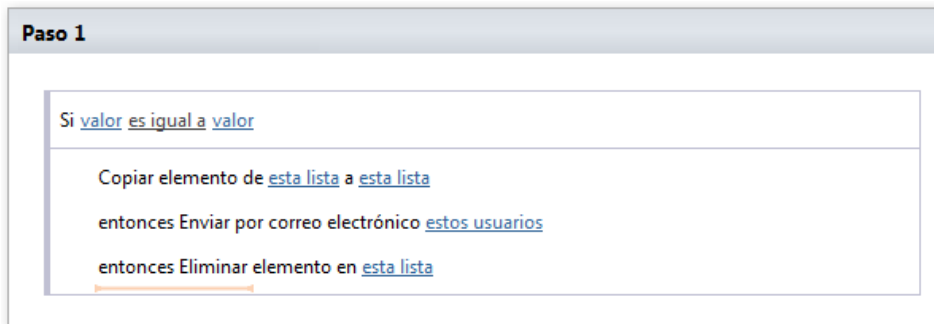 Paso 1
Si valor es igual a valor
Copiar elemento de esta lista a esta lista
entonces Enviar por correo electrónico estos usuarios
entonces Eliminar elemento en esta lista